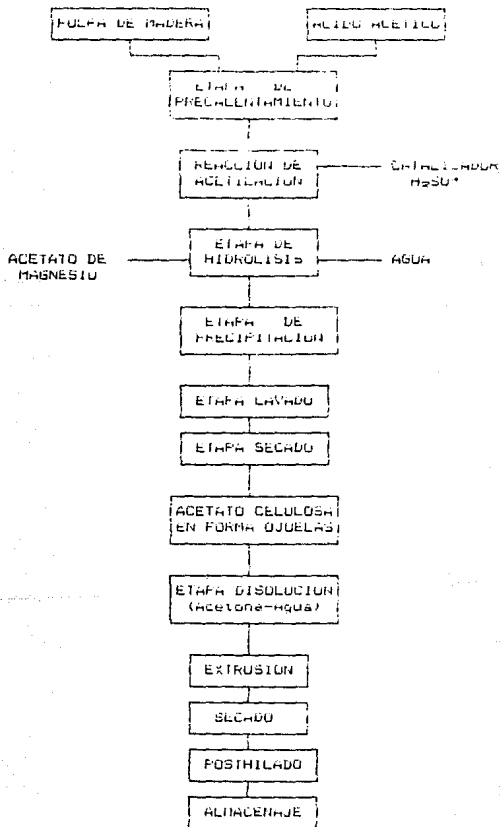 PULPA DE MADERA
ACIDO ACETICO
ETAPA DE
PRECALENTAMIENTO
REACCION DE
ACETILACION
CATALIZADOR
H₂SO⁴
ETAPA DE
HIDROLISIS
ACETATO DE
MAGNESIO
AGUA
ETAPA DE
PRECIPITACION
ETAPA LAVADO
ETAPA SECADO
ACETATO CELULOSA
EN FORMA OJUELAS
ETAPA DISOLUCION
(Acetona-Agua)
EXTRUSION
SECADO
POSTHILADO
ALMACENAJE